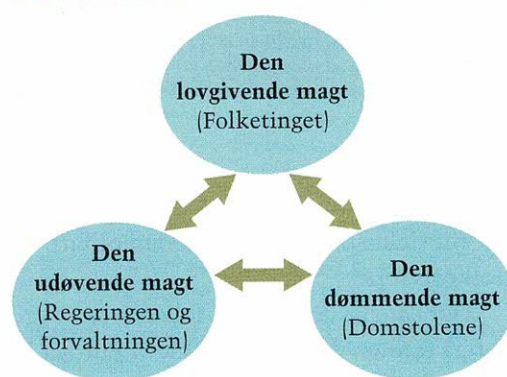 Den
lovgivende magt
(Folketinget)
Den
udøvende magt
(Regeringen og
forvaltningen)
Den
dømmende magt
(Domstolene)